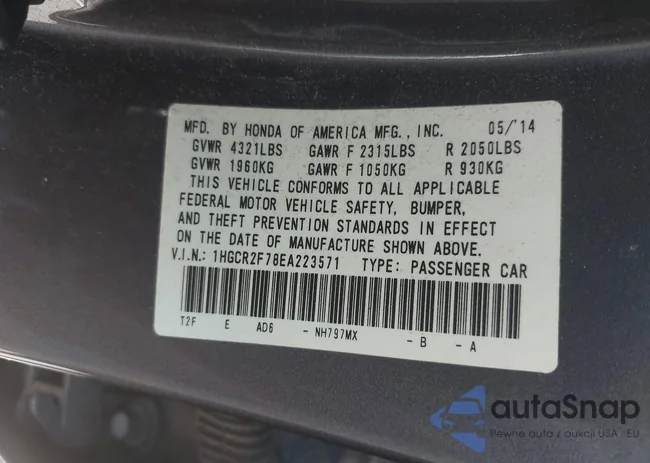 MFD. BY HONDA OF AMERICA MFG., INC. 05/'14
GVWR 4321LBS GAWR F 2315LBS R 2050LBS
GVWR 1960KG GAWR F 1050KG R 930KG
THIS VEHICLE CONFORMS TO ALL APPLICABLE
FEDERAL MOTOR VEHICLE SAFETY, BUMPER,
AND THEFT PREVENTION STANDARDS IN EFFECT
ON THE DATE OF MANUFACTURE SHOWN ABOVE.
V.I.N.: 1HGCR2F78EA223571 TYPE: PASSENGER CAR
T2F E AD6 - NH797MX - B - A
autaSnap
Pewne auta z aukcji USA i EU